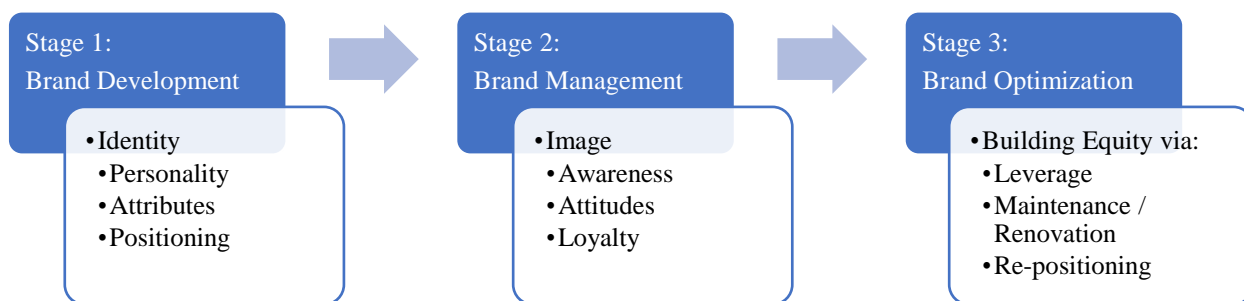 Stage 1:
Brand Development
•Identity
•Personality
•Attributes
•Positioning
Stage 2:
Brand Management
•Image
•Awareness
•Attitudes
•Loyalty
Stage 3:
Brand Optimization
•Building Equity via:
•Leverage
•Maintenance /
Renovation
•Re-positioning